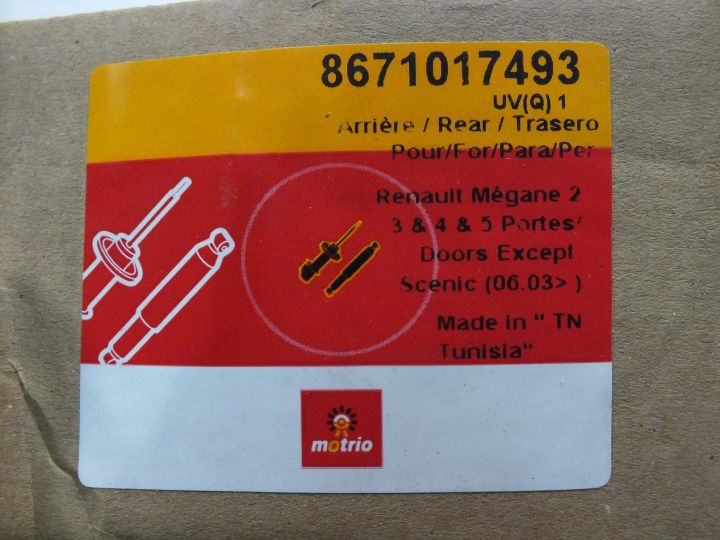 8671017493
UV(Q) 1
Arrière / Rear / Trasero
Pour/For/Para/Per
Renault Mégane 2
3 & 4 & 5 Portes/
Doors Except
Scenic (06.03> )
Made in " TN
Tunisia"
motrio